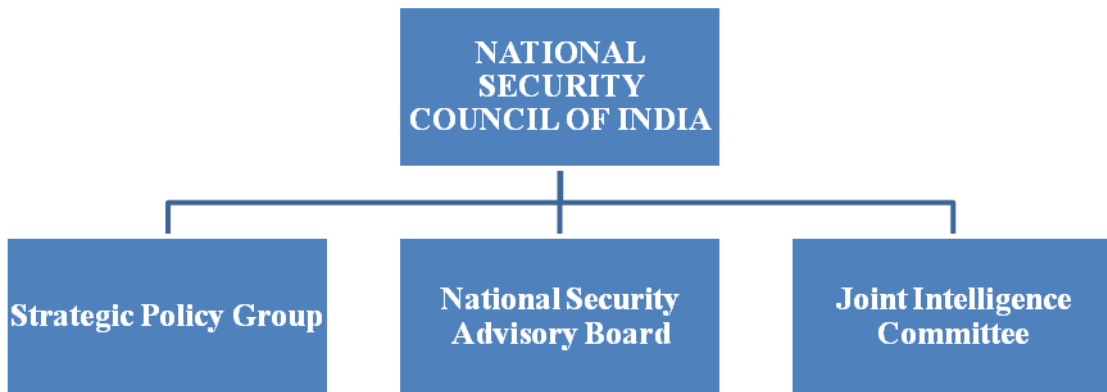 NATIONAL
SECURITY
COUNCIL OF INDIA
Strategic Policy Group
National Security
Advisory Board
Joint Intelligence
Committee